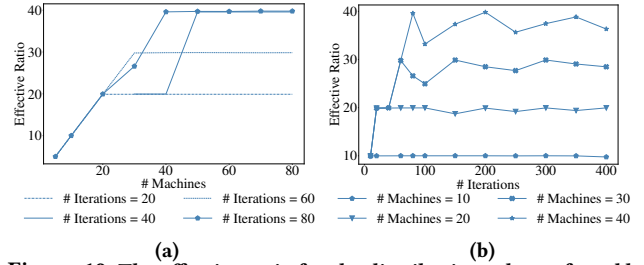 40
30
20
10
Effective Ratio
20
40
60
80
# Machines
# Iterations = 20
# Iterations = 60
# Iterations = 40
# Iterations = 80
(a)
40
30
20
10
Effective Ratio
0
100
200
300
400
# Iterations
# Machines = 10
# Machines = 30
# Machines = 20
# Machines = 40
(b)